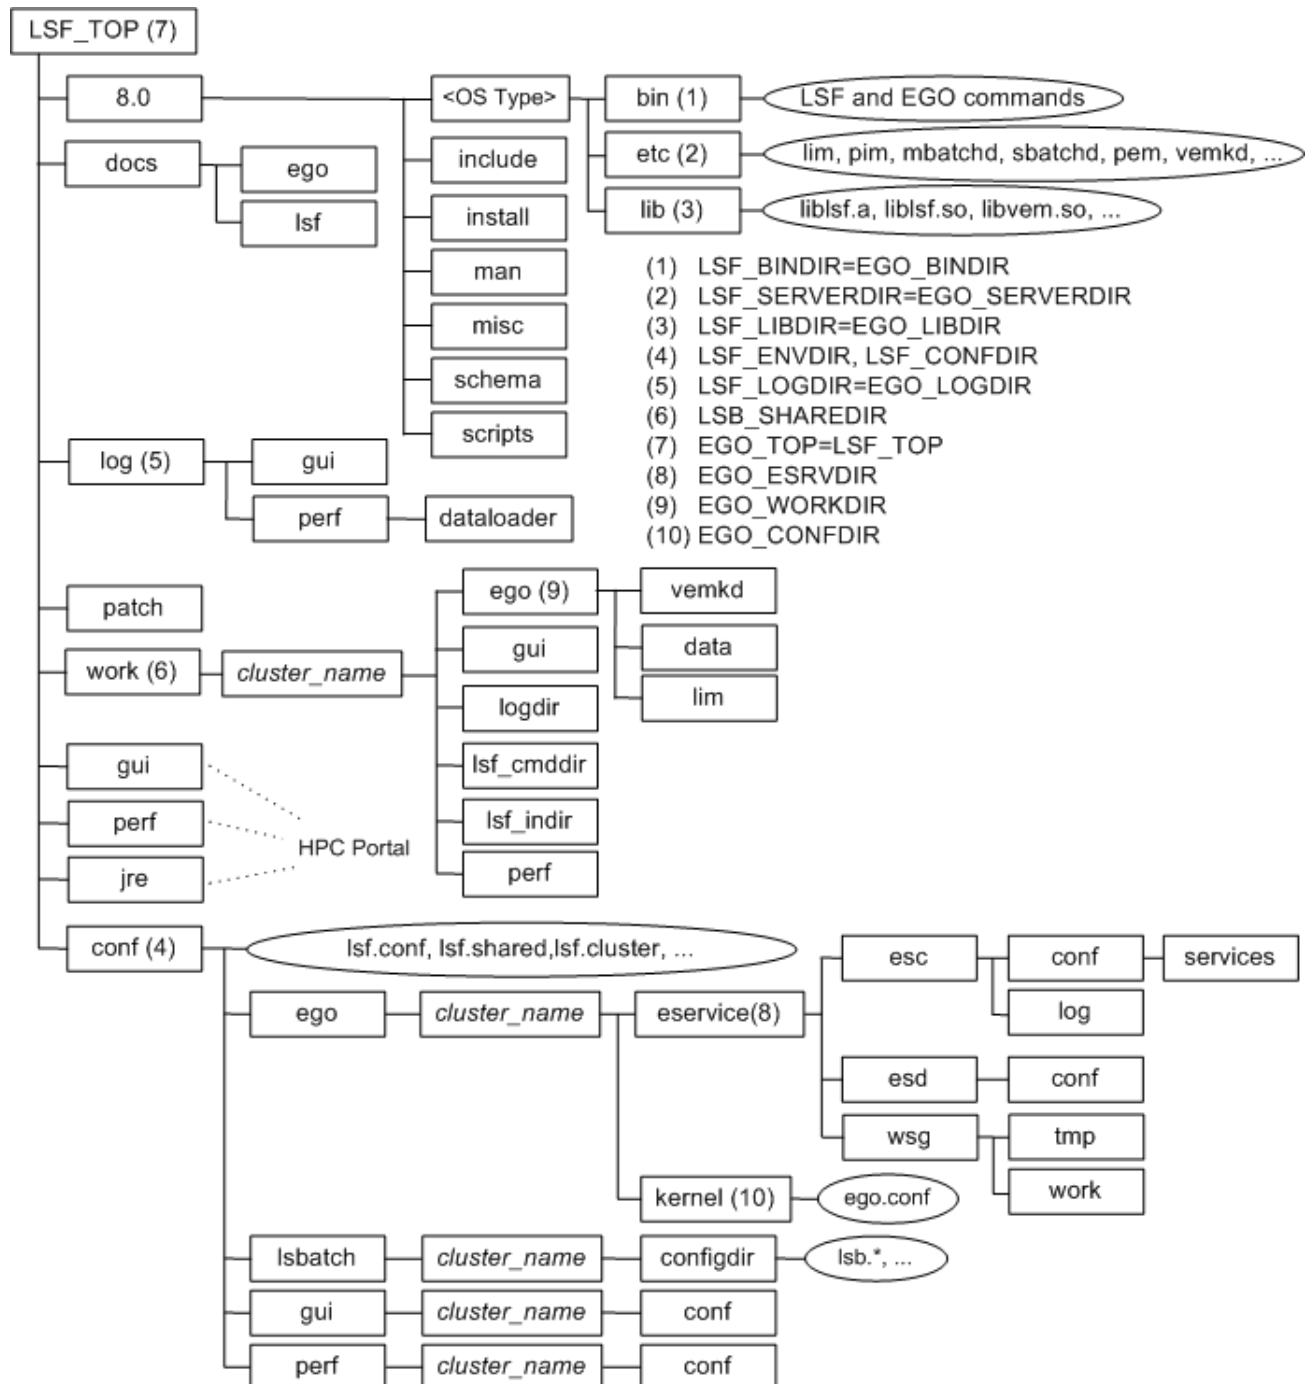 LSF_TOP (7)
8.0
<OS Type>
bin (1)
LSF and EGO commands
docs
ego
include
etc (2)
lim, pim, mbatchd, sbatchd, pem, vemkd, ...
lsf
install
lib (3)
liblsf.a, liblsf.so, libvem.so, ...
man
misc
schema
scripts
(1) LSF_BINDIR=EGO_BINDIR
(2) LSF_SERVERDIR=EGO_SERVERDIR
(3) LSF_LIBDIR=EGO_LIBDIR
(4) LSF_ENVDIR, LSF_CONFDIR
(5) LSF_LOGDIR=EGO_LOGDIR
(6) LSB_SHAREDIR
(7) EGO_TOP=LSF_TOP
(8) EGO_ESRVDIR
(9) EGO_WORKDIR
(10) EGO_CONFDIR
log (5)
gui
perf
dataloader
patch
ego (9)
vemkd
work (6)
cluster_name
gui
data
logdir
lim
gui
lsf_cmddir
perf
HPC Portal
lsf_indir
jre
perf
conf (4)
lsf.conf, lsf.shared,lsf.cluster, ...
esc
conf
services
ego
cluster_name
eservice(8)
log
esd
conf
wsg
tmp
kernel (10)
ego.conf
work
lsbatch
cluster_name
configdir
lsb.*, ...
gui
cluster_name
conf
perf
cluster_name
conf